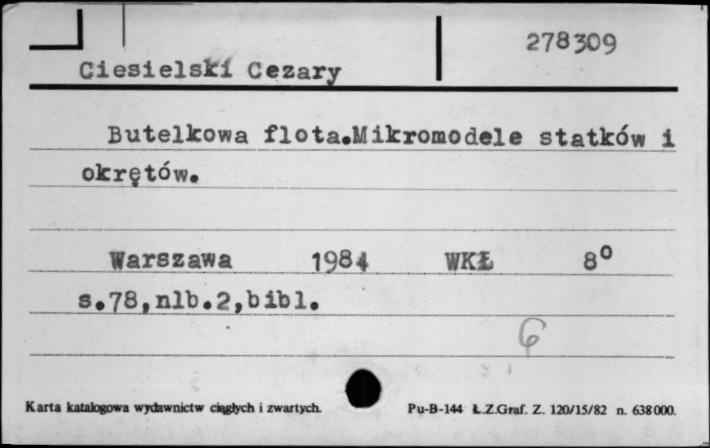 278309
Ciesielski Cezary
Butelkowa flota.Mikromodele statków i
okrętów.
Warszawa 1984 WKŁ 8°
s.78,nlb.2,bibl.
6
Karta katalogowa wydawnictw ciągłych i zwartych. Pu-B-144 Ł.Z.Graf. Z. 120/15/82 n. 638000.